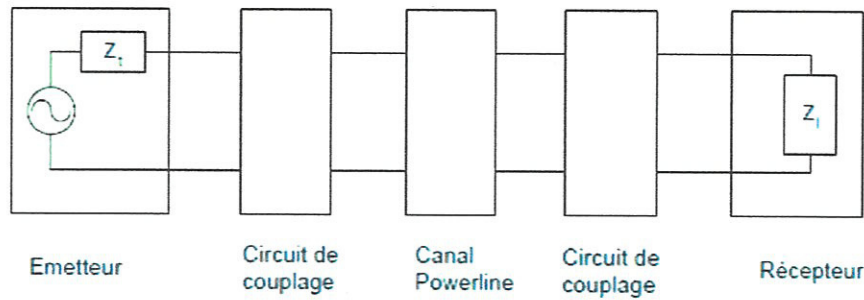 Z₁
Zₗ
Emetteur
Circuit de
couplage
Canal
Powerline
Circuit de
couplage
Récepteur